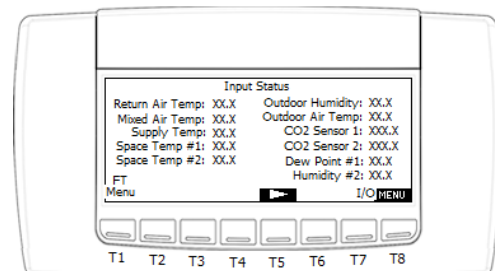 Input Status
Return Air Temp: XX.X
Mixed Air Temp: XX.X
Supply Temp: XX.X
Space Temp #1: XX.X
Space Temp #2: XX.X
Outdoor Humidity: XX.X
Outdoor Air Temp: XX.X
CO2 Sensor 1: XXX.X
CO2 Sensor 2: XXX.X
Dew Point #1: XX.X
Humidity #2: XX.X
FT
Menu
I/O MENU
T1 T2 T3 T4 T5 T6 T7 T8